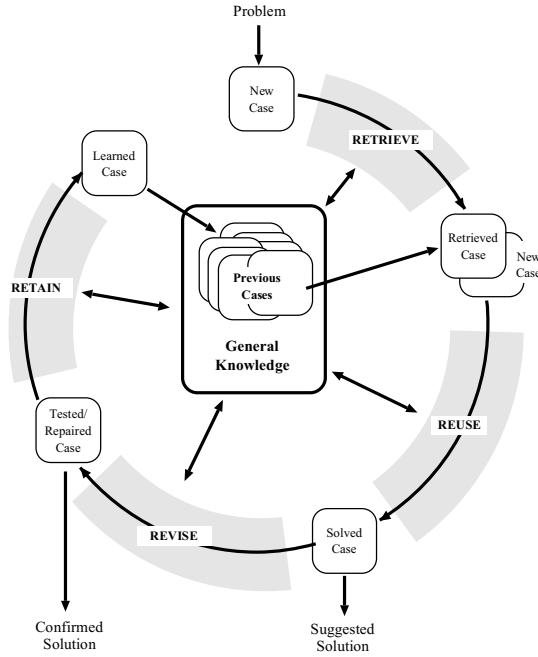 Problem
New
Case
RETRIEVE
Learned
Case
Retrieved
Case
New
Case
Previous
Cases
RETAIN
General
Knowledge
Tested/
Repaired
Case
REUSE
REVISE
Solved
Case
Confirmed
Solution
Suggested
Solution